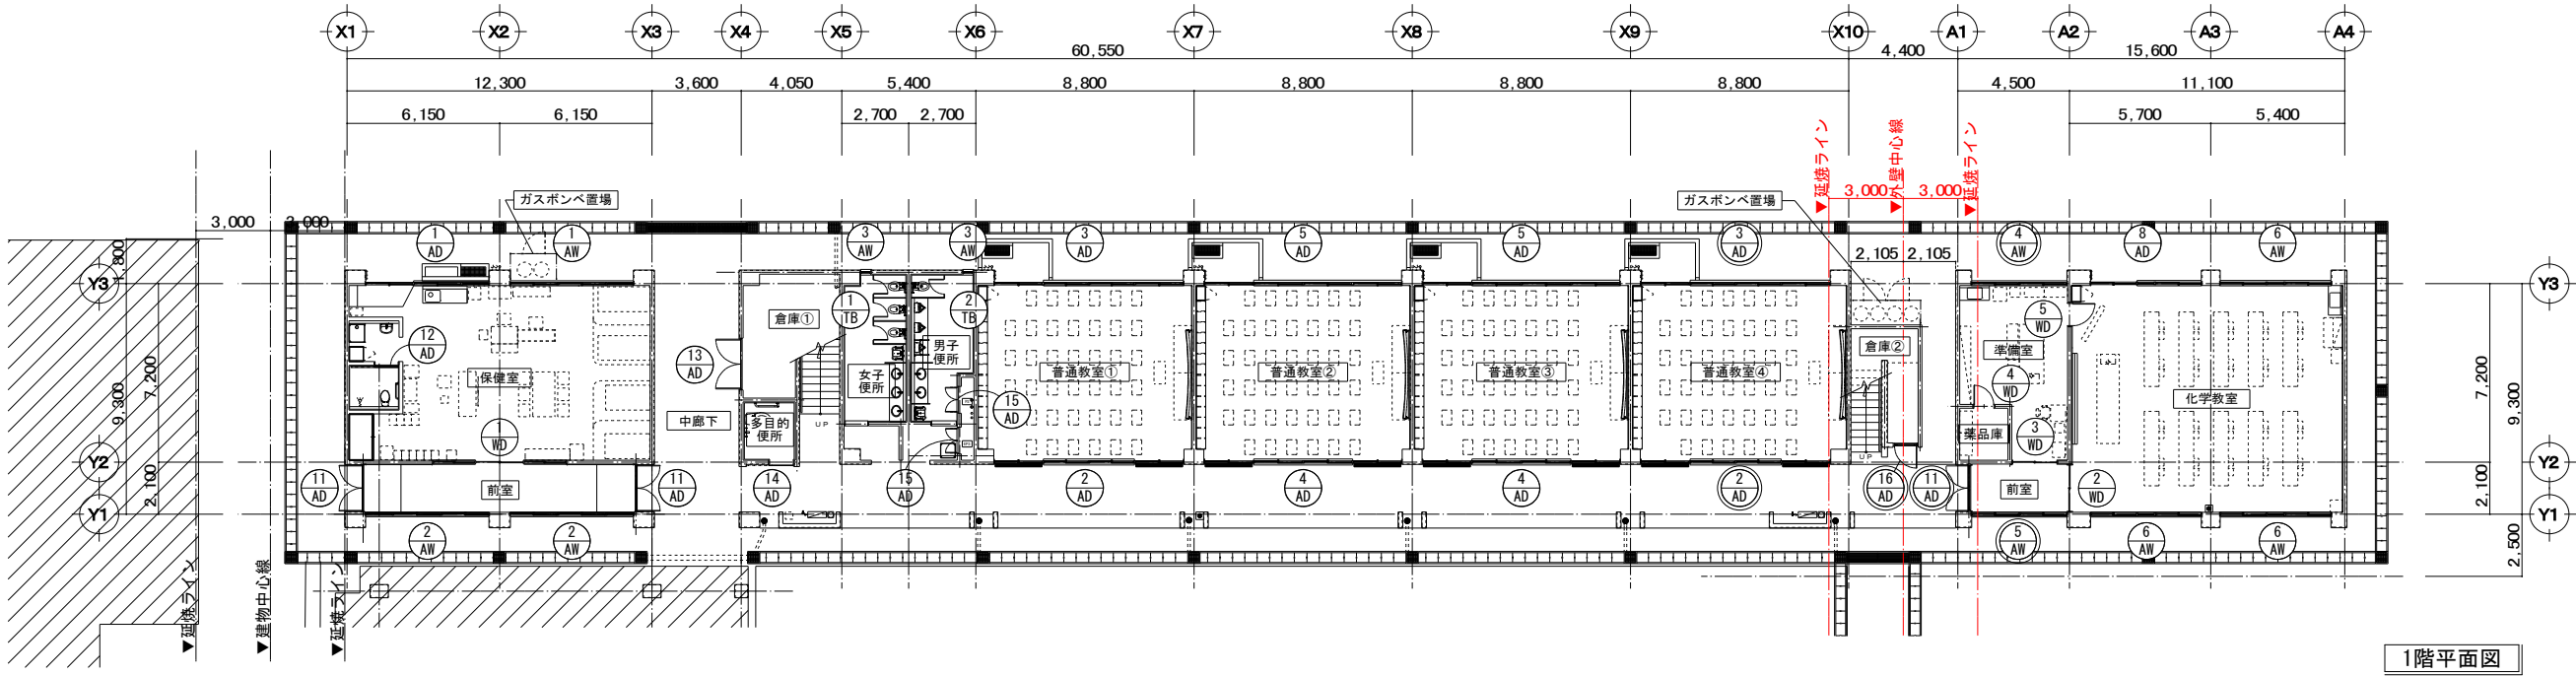 X1 X2 X3 X4 X5 X6 X7 X8 X9 X10 A1 A2 A3 A4
60,550 4,400 15,600
12,300 3,600 4,050 5,400 8,800 8,800 8,800 8,800 4,500 11,100
6,150 6,150 2,700 2,700 5,700 5,400
▼延焼ライン
▼外壁中心線
▼延焼ライン
3,000 3,000
ガスボンベ置場
ガスボンベ置場
3,000 3,000
1 AD
1 AW
3 AW
3 AW
3 AD
5 AD
5 AD
3 AD
4 AW
8 AD
6 AW
2,105 2,105
1,800
Y3
Y3
1 TB
2 TB
5 WD
倉庫①
12 AD
13 AD
男子
便所
倉庫②
準備室
保健室
女子
便所
普通教室①
普通教室②
普通教室③
普通教室④
4 WD
化学教室
7,200
9,300
7,200
9,300
中廊下
多目的
便所
UP
15 AD
1 WD
薬品庫
3 WD
UP
Y2
Y2
11 AD
前室
11 AD
14 AD
15 AD
2 AD
4 AD
4 AD
2 AD
16 AD
11 AD
前室
2 WD
2,100
2,100
Y1
Y1
2 AW
2 AW
5 AW
6 AW
6 AW
2,500
▼延焼ライン
▼建物中心線
▼延焼ライン
1階平面図